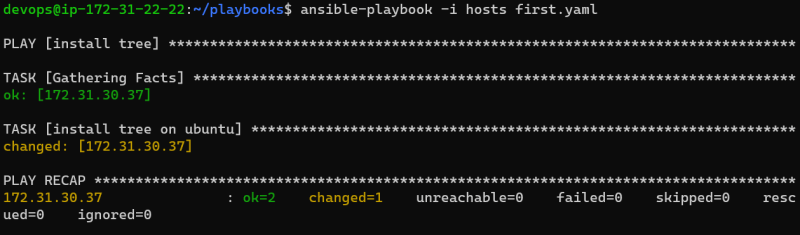 devops@ip-172-31-22-22:~/playbooks$ ansible-playbook -i hosts first.yaml
PLAY [install tree] ****************************************************************************
TASK [Gathering Facts] *************************************************************************
ok: [172.31.30.37]
TASK [install tree on ubuntu] ******************************************************************
changed: [172.31.30.37]
PLAY RECAP *************************************************************************************
172.31.30.37               : ok=2    changed=1    unreachable=0    failed=0    skipped=0    resc
ued=0    ignored=0